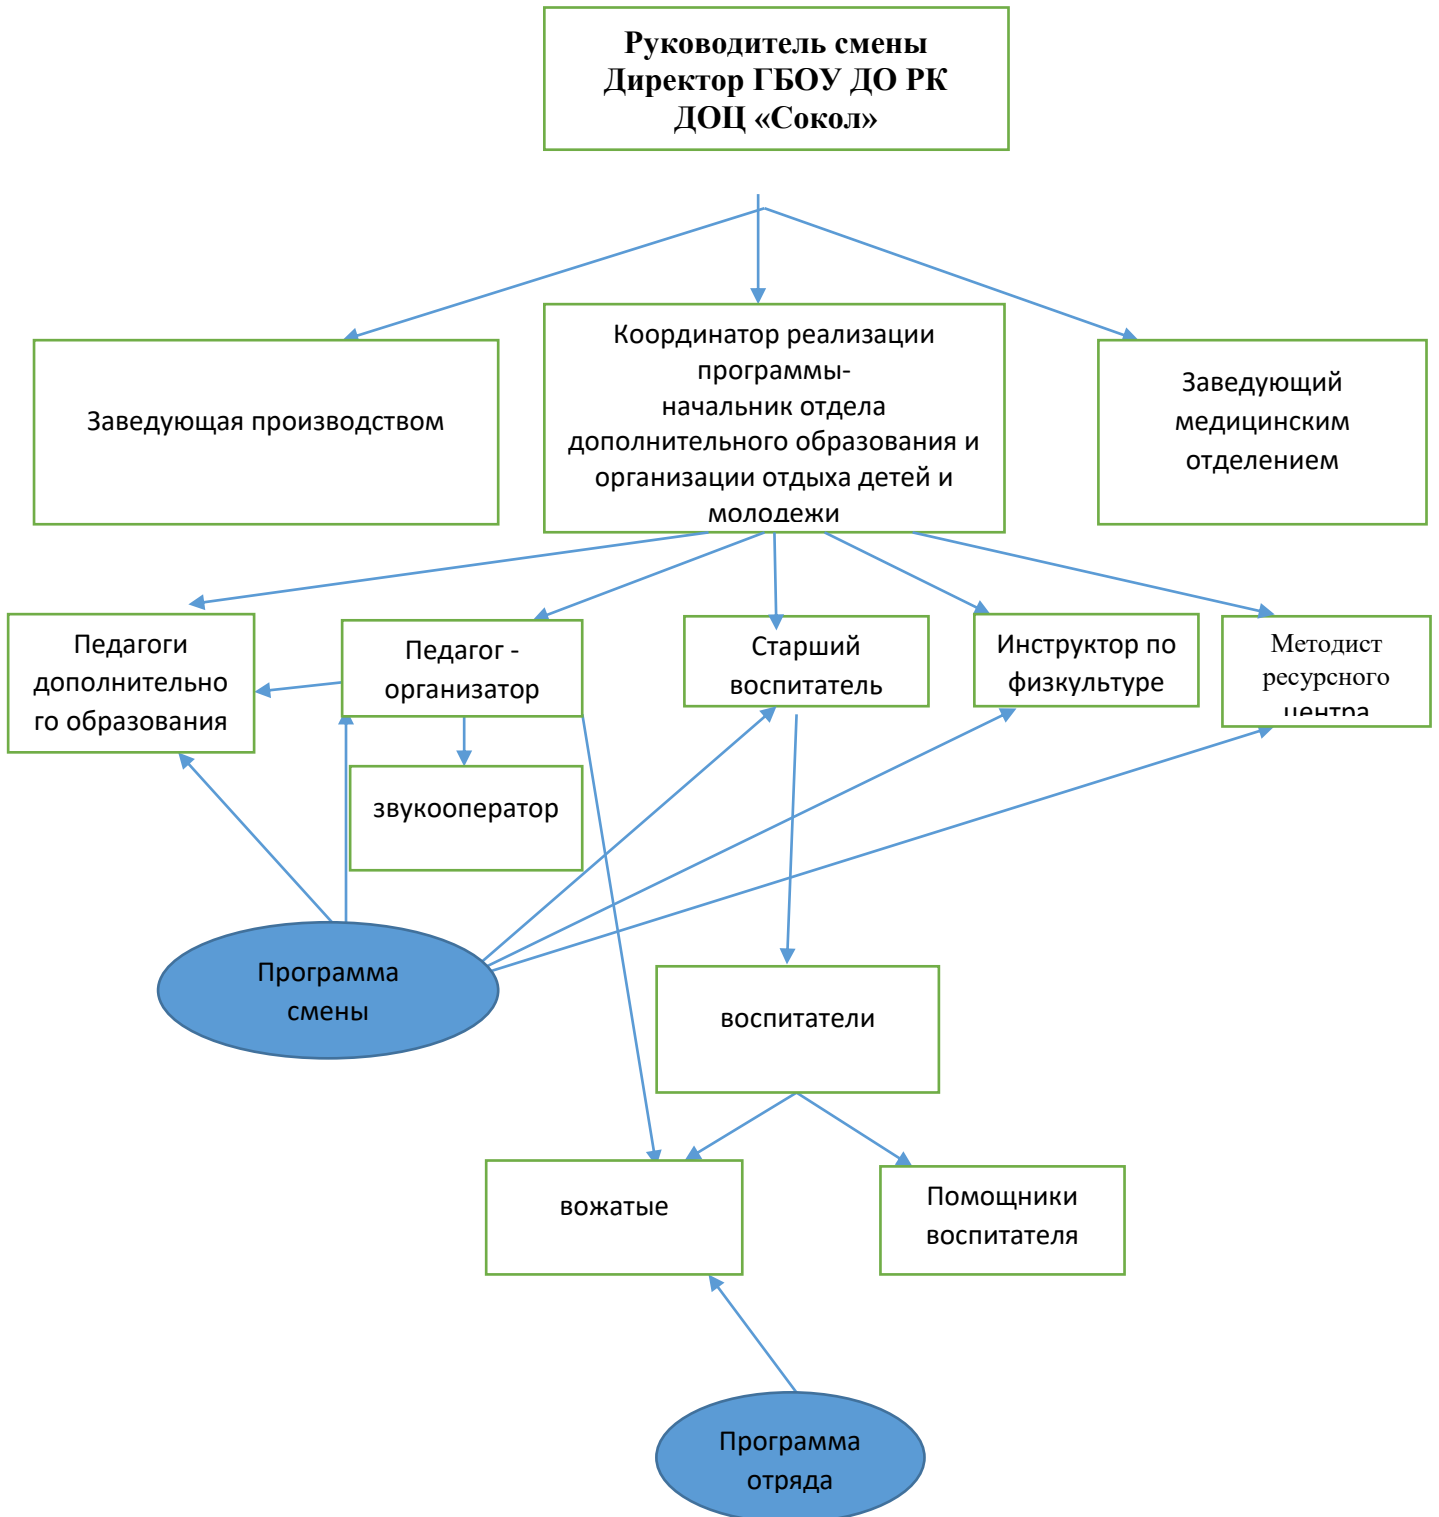 Руководитель смены
Директор ГБОУ ДО РК
ДОЦ «Сокол»
Заведующая производством
Координатор реализации
программы-
начальник отдела
дополнительного образования и
организации отдыха детей и
молодежи
Заведующий
медицинским
отделением
Педагоги
дополнительно
го образования
Педагог -
организатор
Старший
воспитатель
Инструктор по
физкультуре
Методист
ресурсного
центра
звукооператор
Программа
смены
воспитатели
вожатые
Помощники
воспитателя
Программа
отряда